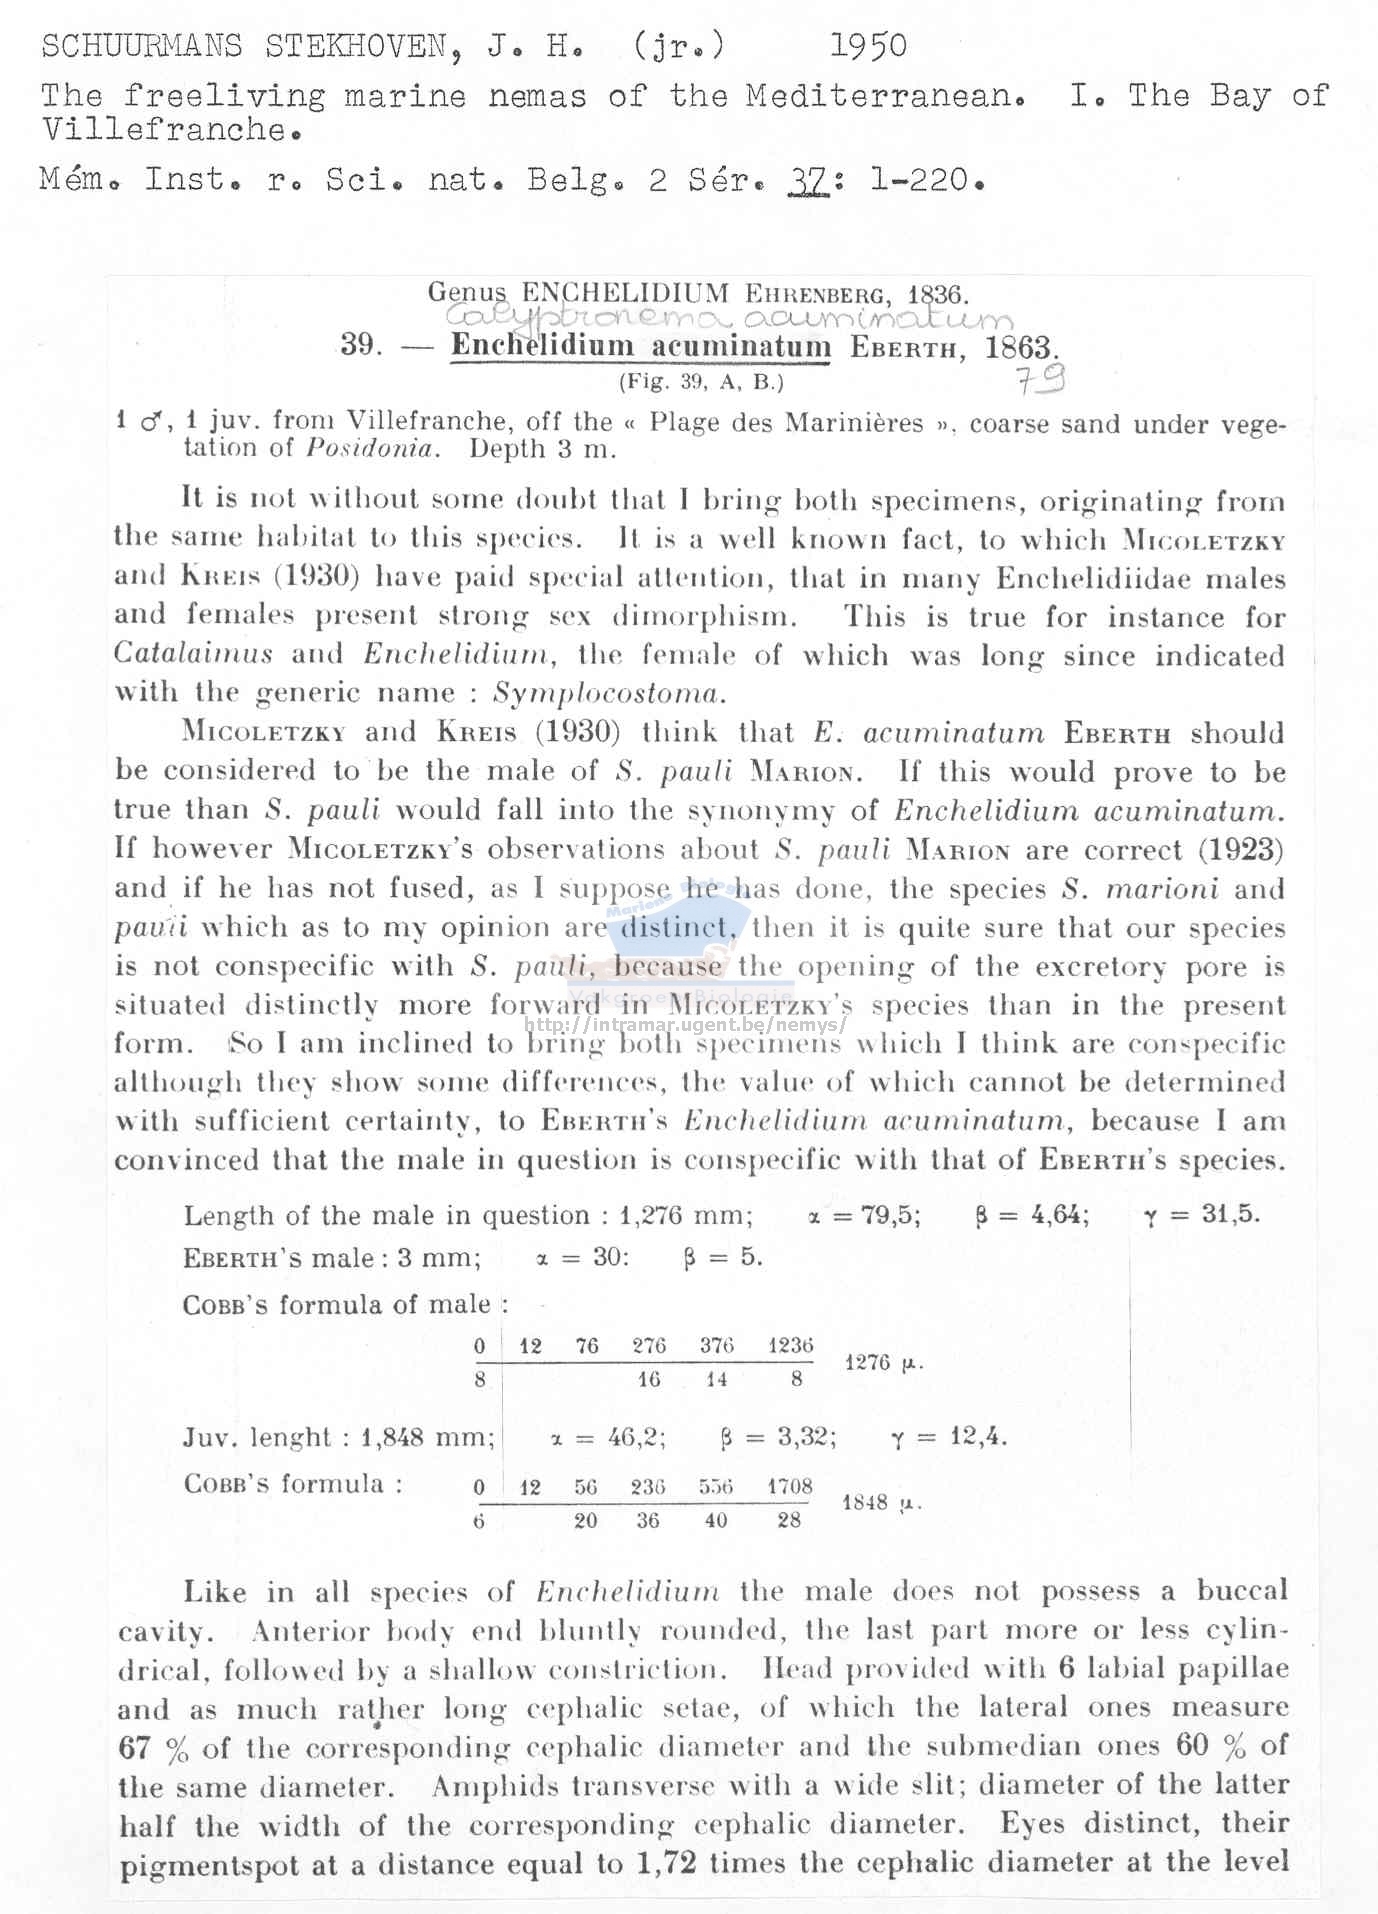 SCHUURMANS STEKHOVEN, J. H. (jr.) 1950
The freeliving marine nemas of the Mediterranean. I. The Bay of
Villefranche.
Mém. Inst. r. Sci. nat. Belg. 2 Sér. 37: 1-220.
Genus ENCHELIDIUM EHRENBERG, 1836.
Calyptronema acuminatum
39. — Enchelidium acuminatum EBERTH, 1863.
(Fig. 39, A, B.)
79
1 ♂, 1 juv. from Villefranche, off the « Plage des Marinières », coarse sand under vege-
tation of Posidonia. Depth 3 m.
It is not without some doubt that I bring both specimens, originating from
the same habitat to this species. It is a well known fact, to which MICOLETZKY
and KREIS (1930) have paid special attention, that in many Enchelidiidae males
and females present strong sex dimorphism. This is true for instance for
Catalaimus and Enchelidium, the female of which was long since indicated
with the generic name : Symplocostoma.
MICOLETZKY and KREIS (1930) think that E. acuminatum EBERTH should
be considered to be the male of S. pauli MARION. If this would prove to be
true than S. pauli would fall into the synonymy of Enchelidium acuminatum.
If however MICOLETZKY's observations about S. pauli MARION are correct (1923)
and if he has not fused, as I suppose he has done, the species S. marioni and
pauli which as to my opinion are distinct, then it is quite sure that our species
is not conspecific with S. pauli, because the opening of the excretory pore is
situated distinctly more forward in MICOLETZKY's species than in the present
form. So I am inclined to bring both specimens which I think are conspecific
although they show some differences, the value of which cannot be determined
with sufficient certainty, to EBERTH's Enchelidium acuminatum, because I am
convinced that the male in question is conspecific with that of EBERTH's species.
Marine Biology
Vakgroep Biologie
http://intramar.ugent.be/nemys/
Length of the male in question : 1,276 mm; α = 79,5; β = 4,64; γ = 31,5.
EBERTH's male : 3 mm; α = 30: β = 5.
COBB's formula of male :
0 12 76 276 376 1236
1276 µ.
8 16 14 8
Juv. lenght : 1,848 mm; α = 46,2; β = 3,32; γ = 12,4.
COBB's formula : 0 12 56 236 556 1708
1848 µ.
6 20 36 40 28
Like in all species of Enchelidium the male does not possess a buccal
cavity. Anterior body end bluntly rounded, the last part more or less cylin-
drical, followed by a shallow constriction. Head provided with 6 labial papillae
and as much rather long cephalic setae, of which the lateral ones measure
67 % of the corresponding cephalic diameter and the submedian ones 60 % of
the same diameter. Amphids transverse with a wide slit; diameter of the latter
half the width of the corresponding cephalic diameter. Eyes distinct, their
pigmentspot at a distance equal to 1,72 times the cephalic diameter at the level